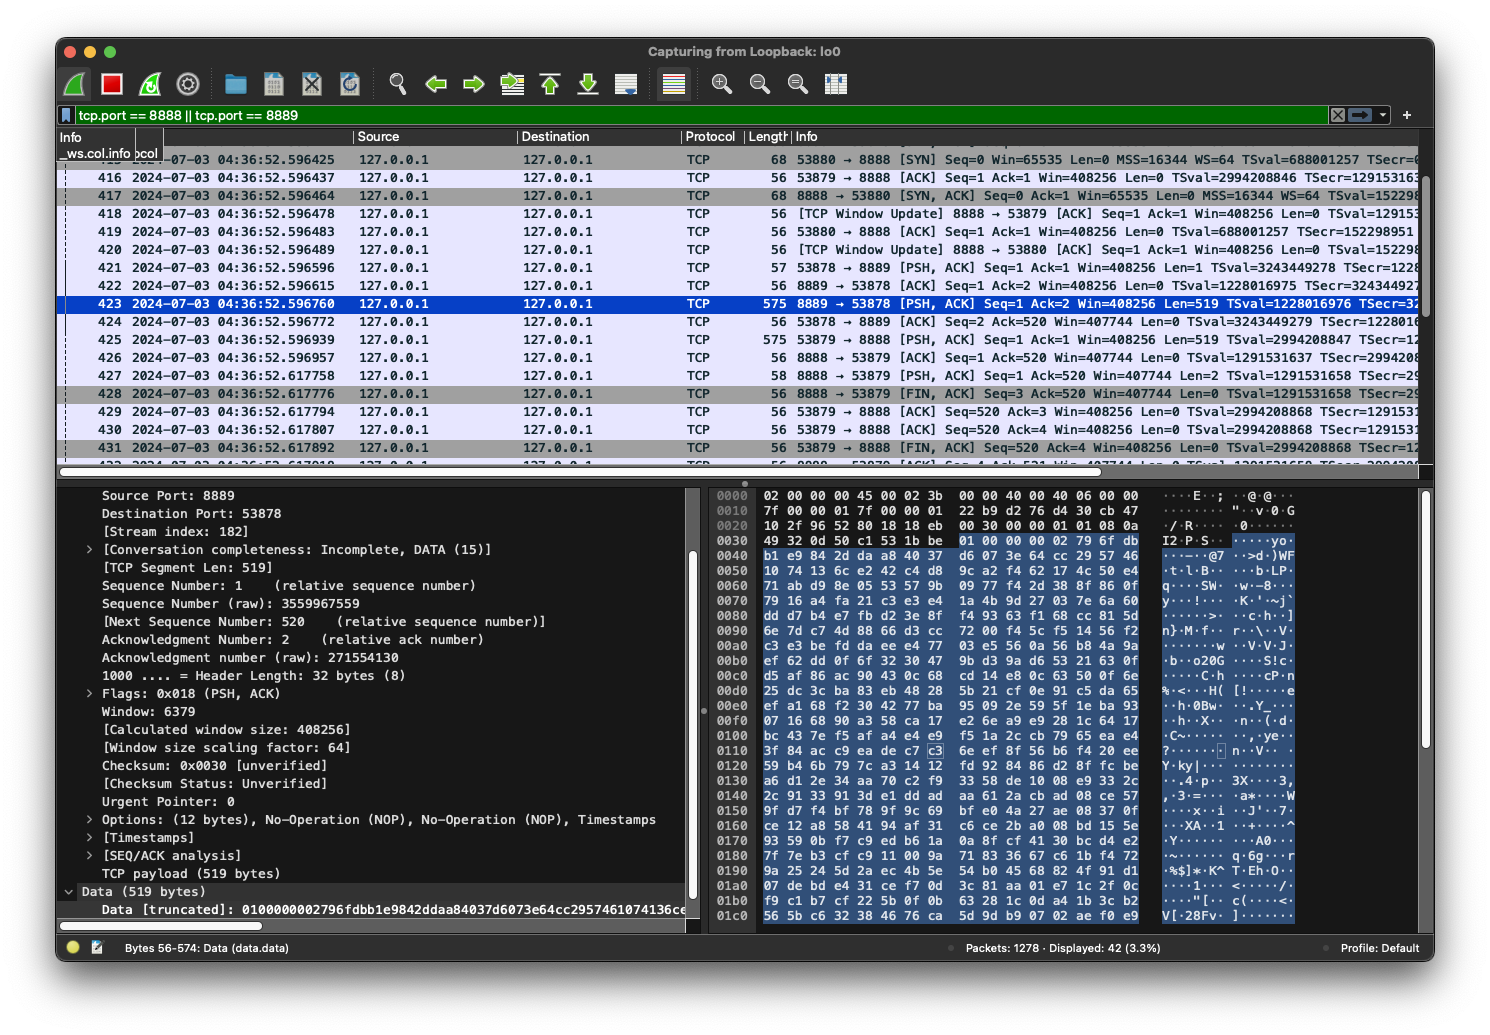 Capturing from Loopback: lo0
tcp.port == 8888 || tcp.port == 8889
Info
_ws.col.info ocol
Source Destination Protocol Length Info
2024-07-03 04:36:52.596425 127.0.0.1 127.0.0.1 TCP 68 53880 → 8888 [SYN] Seq=0 Win=65535 Len=0 MSS=16344 WS=64 TSval=688001257 TSecr=0
416 2024-07-03 04:36:52.596437 127.0.0.1 127.0.0.1 TCP 56 53879 → 8888 [ACK] Seq=1 Ack=1 Win=408256 Len=0 TSval=2994208846 TSecr=12915316
417 2024-07-03 04:36:52.596464 127.0.0.1 127.0.0.1 TCP 68 8888 → 53880 [SYN, ACK] Seq=0 Ack=1 Win=65535 Len=0 MSS=16344 WS=64 TSval=152298
418 2024-07-03 04:36:52.596478 127.0.0.1 127.0.0.1 TCP 56 [TCP Window Update] 8888 → 53879 [ACK] Seq=1 Ack=1 Win=408256 Len=0 TSval=129153
419 2024-07-03 04:36:52.596483 127.0.0.1 127.0.0.1 TCP 56 53880 → 8888 [ACK] Seq=1 Ack=1 Win=408256 Len=0 TSval=688001257 TSecr=152298951
420 2024-07-03 04:36:52.596489 127.0.0.1 127.0.0.1 TCP 56 [TCP Window Update] 8888 → 53880 [ACK] Seq=1 Ack=1 Win=408256 Len=0 TSval=152298
421 2024-07-03 04:36:52.596596 127.0.0.1 127.0.0.1 TCP 57 53878 → 8889 [PSH, ACK] Seq=1 Ack=1 Win=408256 Len=1 TSval=3243449278 TSecr=1228
422 2024-07-03 04:36:52.596615 127.0.0.1 127.0.0.1 TCP 56 8889 → 53878 [ACK] Seq=1 Ack=2 Win=408256 Len=0 TSval=1228016975 TSecr=324344927
423 2024-07-03 04:36:52.596760 127.0.0.1 127.0.0.1 TCP 575 8889 → 53878 [PSH, ACK] Seq=1 Ack=2 Win=408256 Len=519 TSval=1228016976 TSecr=32
424 2024-07-03 04:36:52.596772 127.0.0.1 127.0.0.1 TCP 56 53878 → 8889 [ACK] Seq=2 Ack=520 Win=407744 Len=0 TSval=3243449279 TSecr=1228016
425 2024-07-03 04:36:52.596939 127.0.0.1 127.0.0.1 TCP 575 53879 → 8888 [PSH, ACK] Seq=1 Ack=1 Win=408256 Len=519 TSval=2994208847 TSecr=12
426 2024-07-03 04:36:52.596957 127.0.0.1 127.0.0.1 TCP 56 8888 → 53879 [ACK] Seq=1 Ack=520 Win=407744 Len=0 TSval=1291531637 TSecr=2994208
427 2024-07-03 04:36:52.617758 127.0.0.1 127.0.0.1 TCP 58 8888 → 53879 [PSH, ACK] Seq=1 Ack=520 Win=407744 Len=2 TSval=1291531658 TSecr=29
428 2024-07-03 04:36:52.617776 127.0.0.1 127.0.0.1 TCP 56 8888 → 53879 [FIN, ACK] Seq=3 Ack=520 Win=407744 Len=0 TSval=1291531658 TSecr=2
429 2024-07-03 04:36:52.617794 127.0.0.1 127.0.0.1 TCP 56 53879 → 8888 [ACK] Seq=520 Ack=3 Win=408256 Len=0 TSval=2994208868 TSecr=1291531
430 2024-07-03 04:36:52.617807 127.0.0.1 127.0.0.1 TCP 56 53879 → 8888 [ACK] Seq=520 Ack=4 Win=408256 Len=0 TSval=2994208868 TSecr=1291531
431 2024-07-03 04:36:52.617892 127.0.0.1 127.0.0.1 TCP 56 53879 → 8888 [FIN, ACK] Seq=520 Ack=4 Win=408256 Len=0 TSval=2994208868 TSecr=12
Source Port: 8889
Destination Port: 53878
[Stream index: 182]
[Conversation completeness: Incomplete, DATA (15)]
[TCP Segment Len: 519]
Sequence Number: 1 (relative sequence number)
Sequence Number (raw): 3559967559
[Next Sequence Number: 520 (relative sequence number)]
Acknowledgment Number: 2 (relative ack number)
Acknowledgment number (raw): 271554130
1000 .... = Header Length: 32 bytes (8)
Flags: 0x018 (PSH, ACK)
Window: 6379
[Calculated window size: 408256]
[Window size scaling factor: 64]
Checksum: 0x0030 [unverified]
[Checksum Status: Unverified]
Urgent Pointer: 0
Options: (12 bytes), No-Operation (NOP), No-Operation (NOP), Timestamps
[Timestamps]
[SEQ/ACK analysis]
TCP payload (519 bytes)
Data (519 bytes)
Data [truncated]: 0100000002796fdbb1e9842ddaa84037d6073e64cc2957461074136ce
0000 02 00 00 00 45 00 02 3b 00 00 40 00 40 06 00 00 ····E··; ··@·@···
0010 7f 00 00 01 7f 00 00 01 22 b9 d2 76 d4 30 cb 47 ········ "··v·0·G
0020 10 2f 96 52 80 18 18 eb 00 30 00 00 01 01 08 0a ·/·R···· ·0······
0030 49 32 0d 50 c1 53 1b be 01 00 00 00 02 79 6f db I2·P·S·· ·····yo·
0040 b1 e9 84 2d da a8 40 37 d6 07 3e 64 cc 29 57 46 ···-··@7 ··>d·)WF
0050 10 74 13 6c e2 42 c4 d8 9c a2 f4 62 17 4c 50 e4 ·t·l·B·· ···b·LP·
0060 71 ab d9 8e 05 53 57 9b 09 77 f4 2d 38 8f 86 0f q····SW· ·w·-8···
0070 79 16 a4 fa 21 c3 e3 e4 1a 4b 9d 27 03 7e 6a 60 y···!··· ·K·'·~j`
0080 dd d7 b4 e7 fb d2 3e 8f f4 93 63 f1 68 cc 81 5d ······>· ··c·h··]
0090 6e 7d c7 4d 88 66 d3 cc 72 00 f4 5c f5 14 56 f2 n}·M·f·· r··\··V·
00a0 c3 e3 be fd da ee e4 77 03 e5 56 0a 56 b8 4a 9a ·······w ··V·V·J·
00b0 ef 62 dd 0f 6f 32 30 47 9b d3 9a d6 53 21 63 0f ·b··o20G ····S!c·
00c0 d5 af 86 ac 90 43 0c 68 cd 14 e8 0c 63 50 0f 6e ·····C·h ····cP·n
00d0 25 dc 3c ba 83 eb 48 28 5b 21 cf 0e 91 c5 da 65 %·<···H( [!·····e
00e0 ef a1 68 f2 30 42 77 ba 95 09 2e 59 5f 1e ba 93 ··h·0Bw· ··.Y_···
00f0 07 16 68 90 a3 58 ca 17 e2 6e a9 e9 28 1c 64 17 ··h··X·· ·n··(·d·
0100 bc 43 7e f5 af a4 e4 e9 f5 1a 2c cb 79 65 ea e4 ·C~····· ··,·ye··
0110 3f 84 ac c9 ea de c7 c3 6e ef 8f 56 b6 f4 20 ee ?······· n··V·· ·
0120 59 b4 6b 79 7c a3 14 12 fd 92 84 86 d2 8f fc be Y·ky|··· ········
0130 a6 d1 2e 34 aa 70 c2 f9 33 58 de 10 08 e9 33 2c ··.4·p·· 3X····3,
0140 2c 91 33 91 3d e1 dd ad aa 61 2a cb ad 08 ce 57 ,·3·=··· ·a*····W
0150 9f d7 f4 bf 78 9f 9c 69 bf e0 4a 27 ae 08 37 0f ····x··i ··J'··7·
0160 ce 12 a8 58 41 94 af 31 c6 ce 2b a0 08 bd 15 5e ···XA··1 ··+····^
0170 93 59 0b f7 c9 ed b6 1a 0a 8f cf 41 30 bc d4 e2 ·Y······ ···A0···
0180 7f 7e b3 cf c9 11 00 9a 71 83 36 67 c6 1b f4 72 ·~······ q·6g···r
0190 9a 25 24 5d 2a ec 4b 5e 54 b0 45 68 82 4f 91 d1 ·%$]*·K^ T·Eh·O··
01a0 07 de bd e4 31 ce f7 0d 3c 81 aa 01 e7 1c 2f 0c ····1··· <·····/·
01b0 f9 c1 b7 cf 22 5b 0f 0b 63 28 1c 0d a4 1b 3c b2 ····"[·· c(····<·
01c0 56 5b c6 32 38 46 76 ca 5d 9d b9 07 02 ae f0 e9 V[·28Fv· ]·······
Bytes 56-574: Data (data.data)
Packets: 1278 · Displayed: 42 (3.3%)
Profile: Default